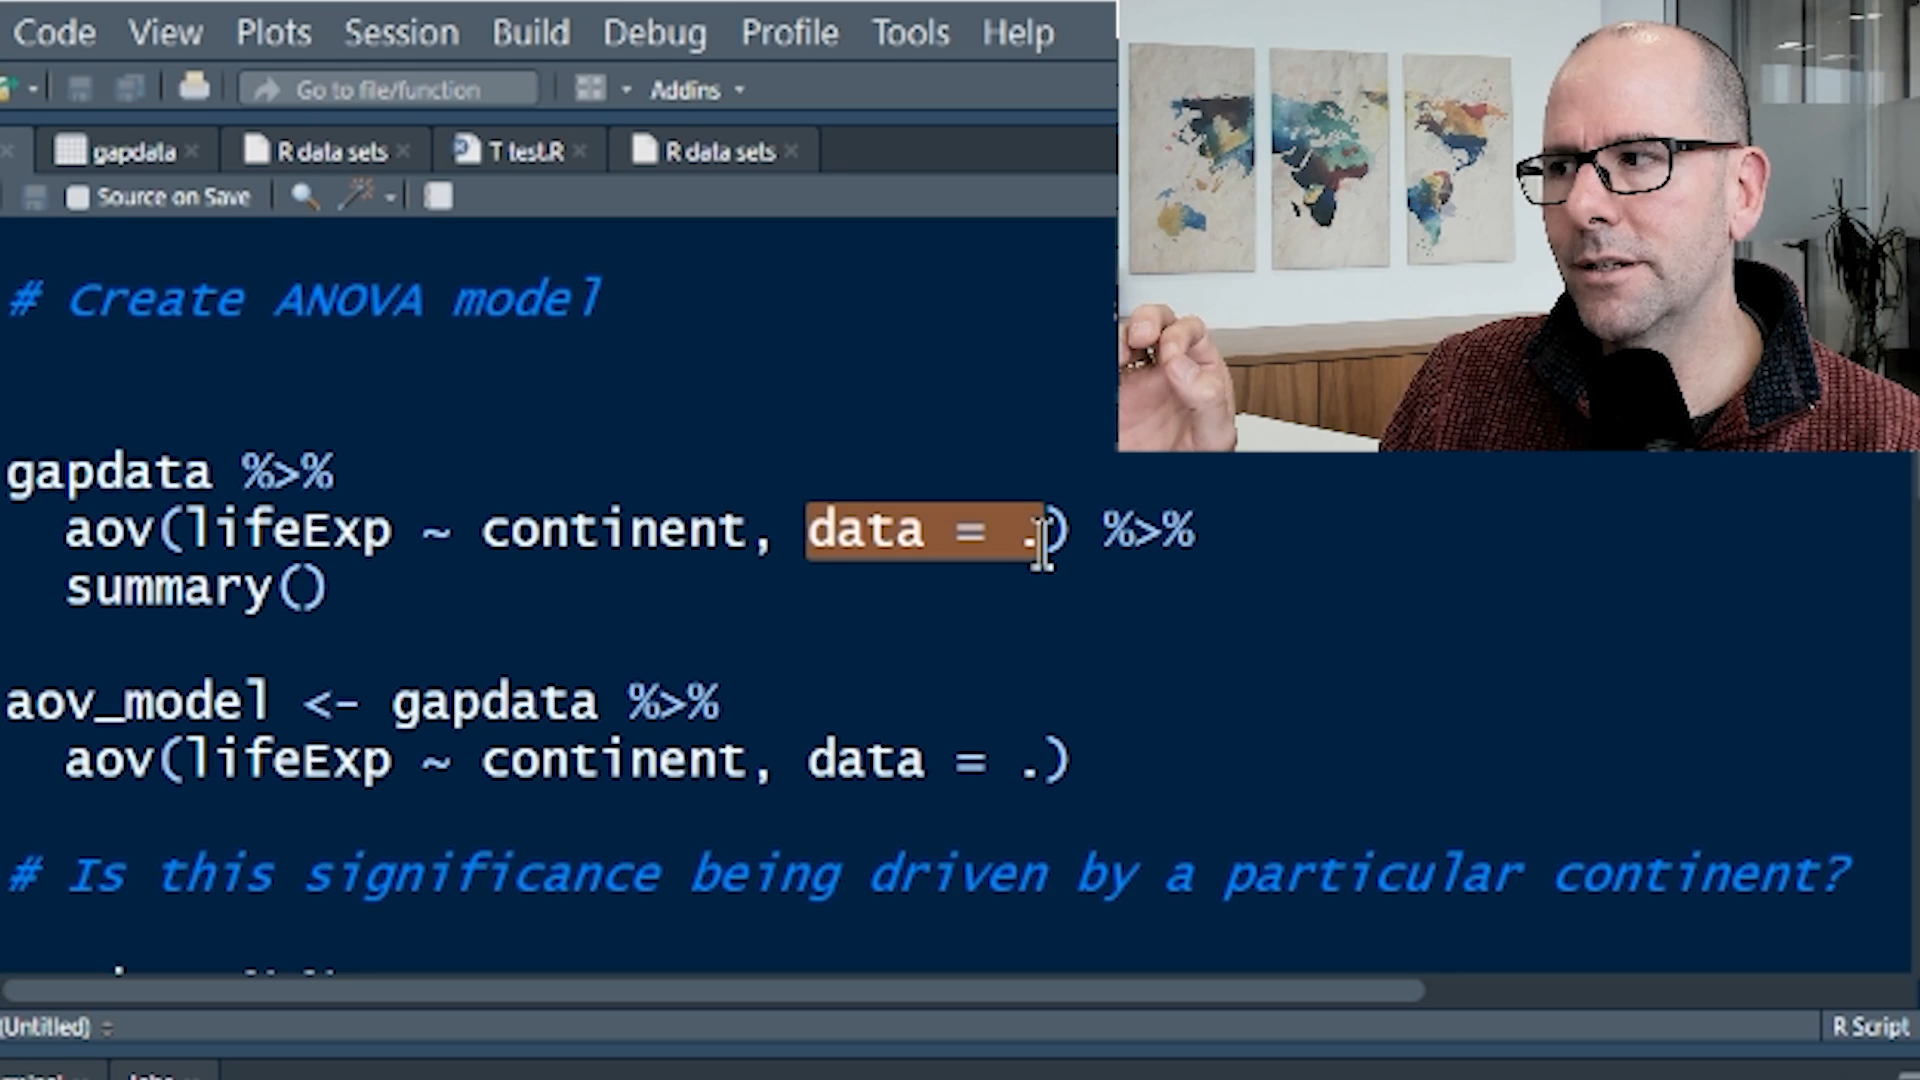 Code View Plots Session Build Debug Profile Tools Help
Go to file/function Addins
gapdata R data sets T test.R R data sets
Source on Save
# Create ANOVA model
gapdata %>%
aov(lifeExp ~ continent, data = .) %>%
summary()
aov_model <- gapdata %>%
aov(lifeExp ~ continent, data = .)
# Is this significance being driven by a particular continent?
(Untitled) R Script